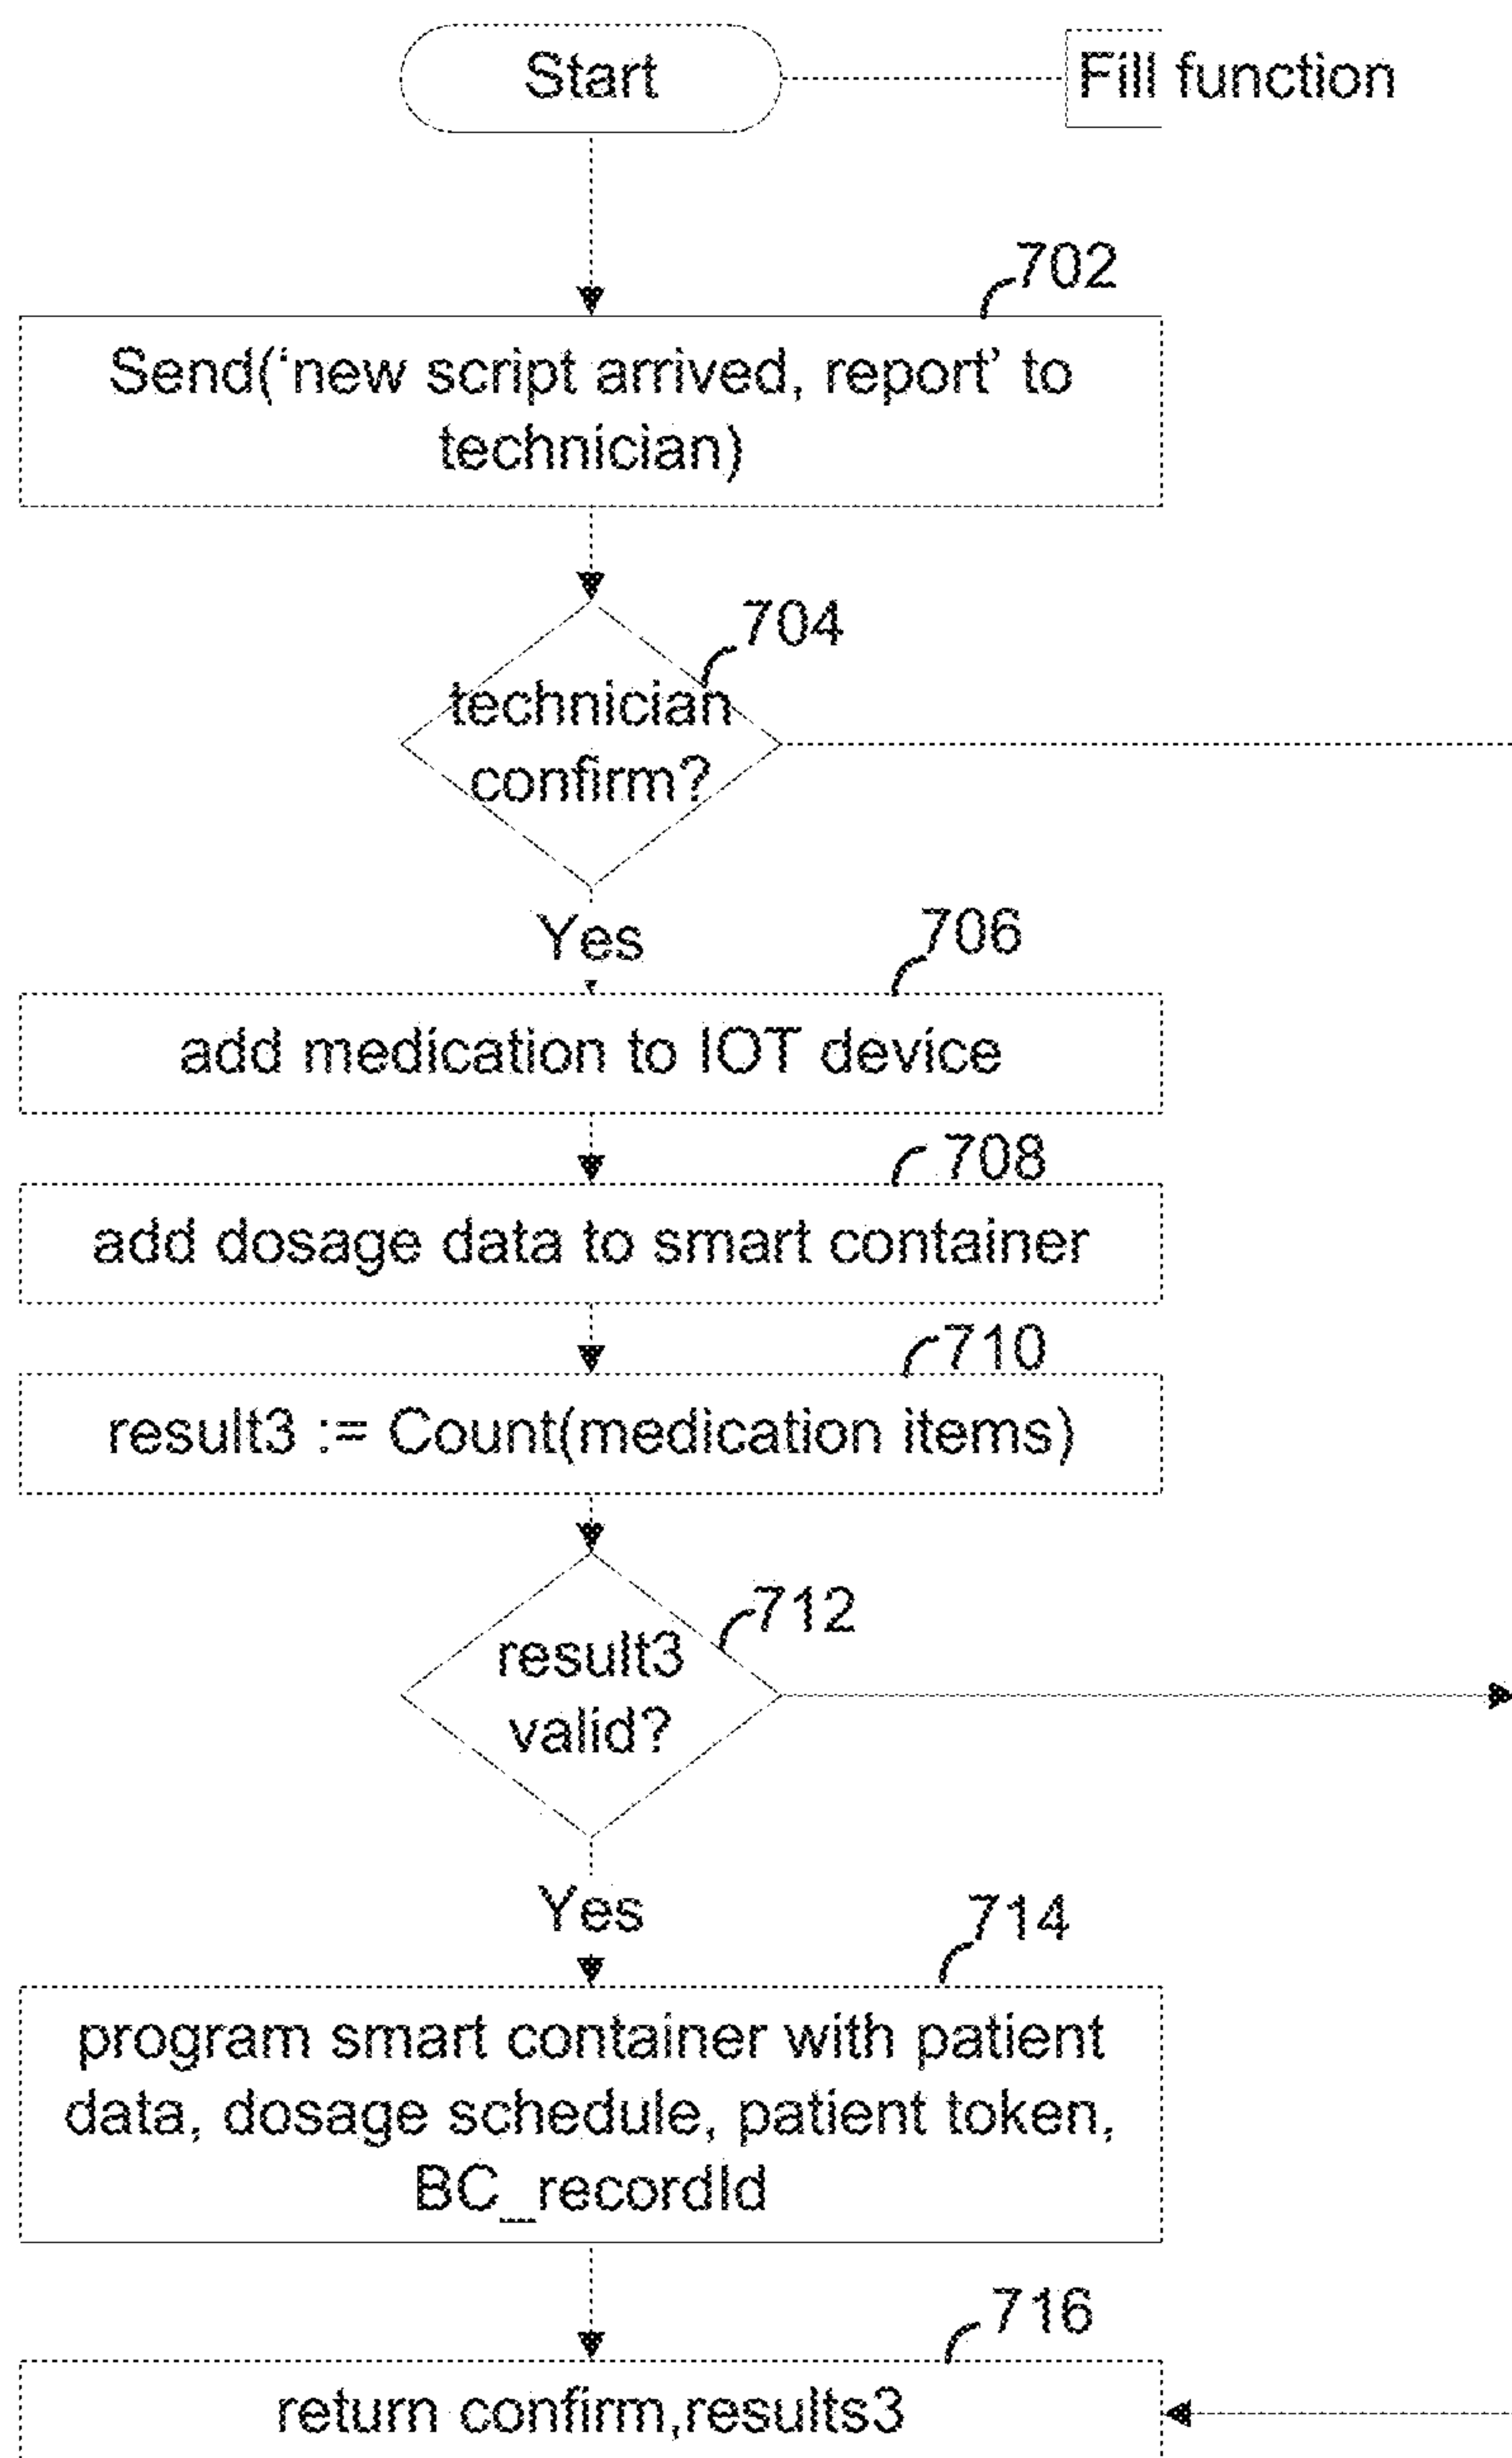 Start
Fill function
702
Send(‘new script arrived, report’ to
technician)
704
technician
confirm?
Yes
706
add medication to IOT device
708
add dosage data to smart container
710
result3 := Count(medication items)
712
result3
valid?
Yes
714
program smart container with patient
data, dosage schedule, patient token,
BC_recordId
716
return confirm,results3